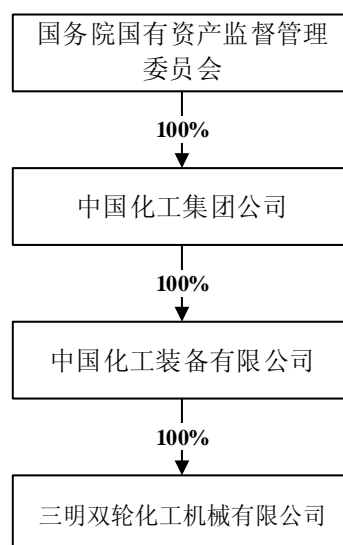 国务院国有资产监督管理
委员会
100%
中国化工集团公司
100%
中国化工装备有限公司
100%
三明双轮化工机械有限公司